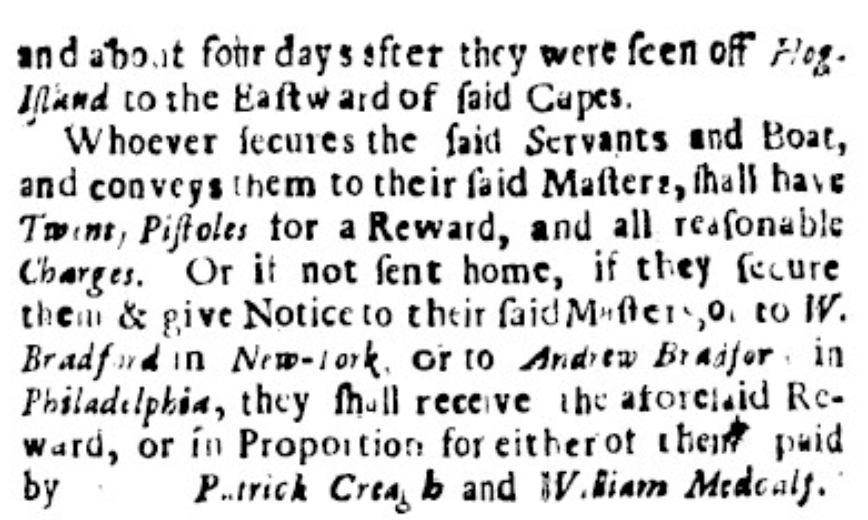 and about four days after they were ſeen off Hog-
Iſland to the Eaſtward of ſaid Capes.
Whoever ſecures the ſaid Servants and Boat,
and conveys them to their ſaid Maſters, ſhall have
Twenty Piſtoles for a Reward, and all reaſonable
Charges. Or if not ſent home, if they ſecure
them & give Notice to their ſaid Maſters, or to W.
Bradford in New-York, or to Andrew Bradford in
Philadelphia, they ſhall receive the aforeſaid Re-
ward, or in Proportion for either of them paid
by Patrick Creagh and William Medcalf.